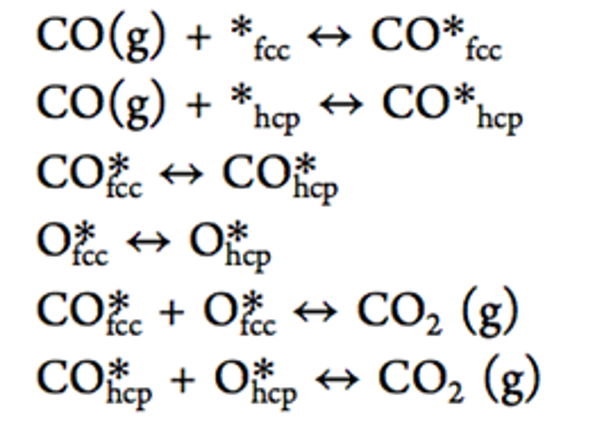 CO(g) + *fcc ↔ CO*fcc
CO(g) + *hcp ↔ CO*hcp
CO*fcc ↔ CO*hcp
O*fcc ↔ O*hcp
CO*fcc + O*fcc ↔ CO₂ (g)
CO*hcp + O*hcp ↔ CO₂ (g)